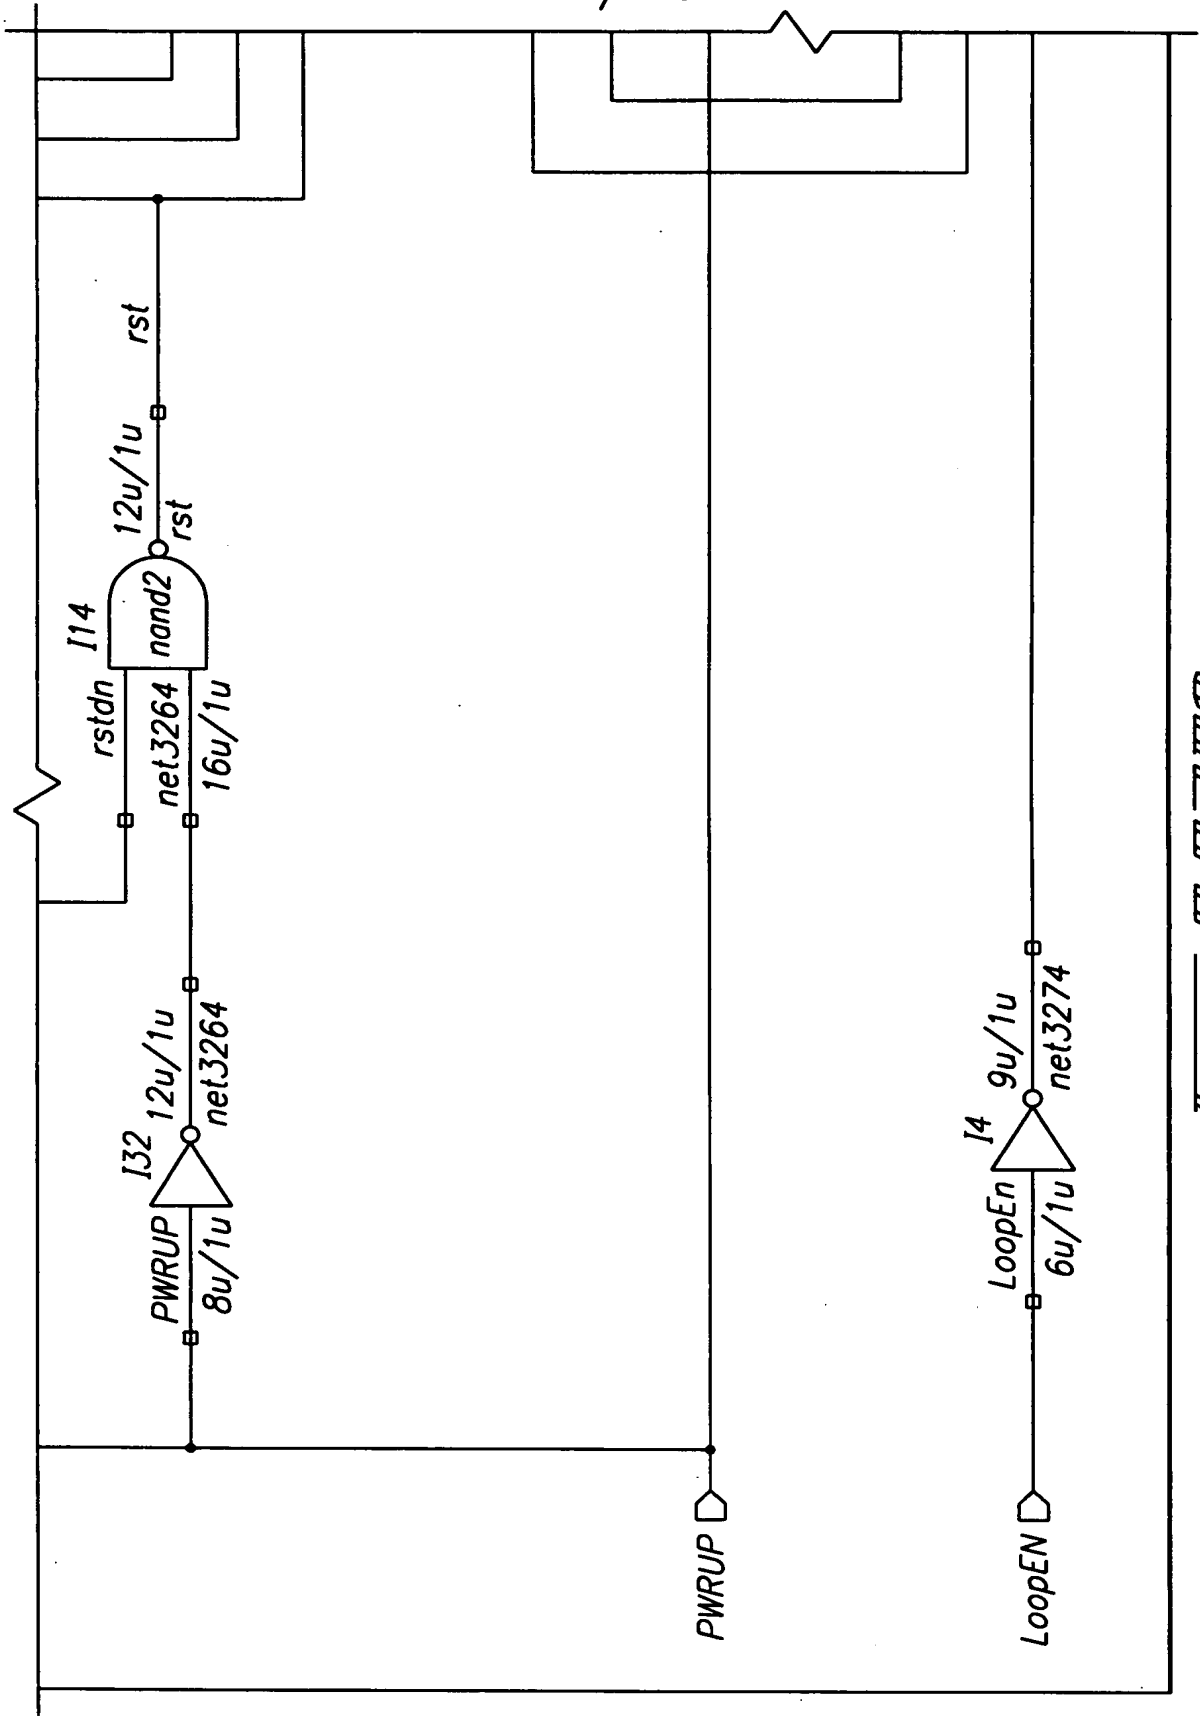 I14
rstdn
net3264
16u/1u
nand2
12u/1u
rst
rst
I32
PWRUP
8u/1u
12u/1u
net3264
PWRUP
I4
LoopEn
6u/1u
9u/1u
net3274
LoopEN